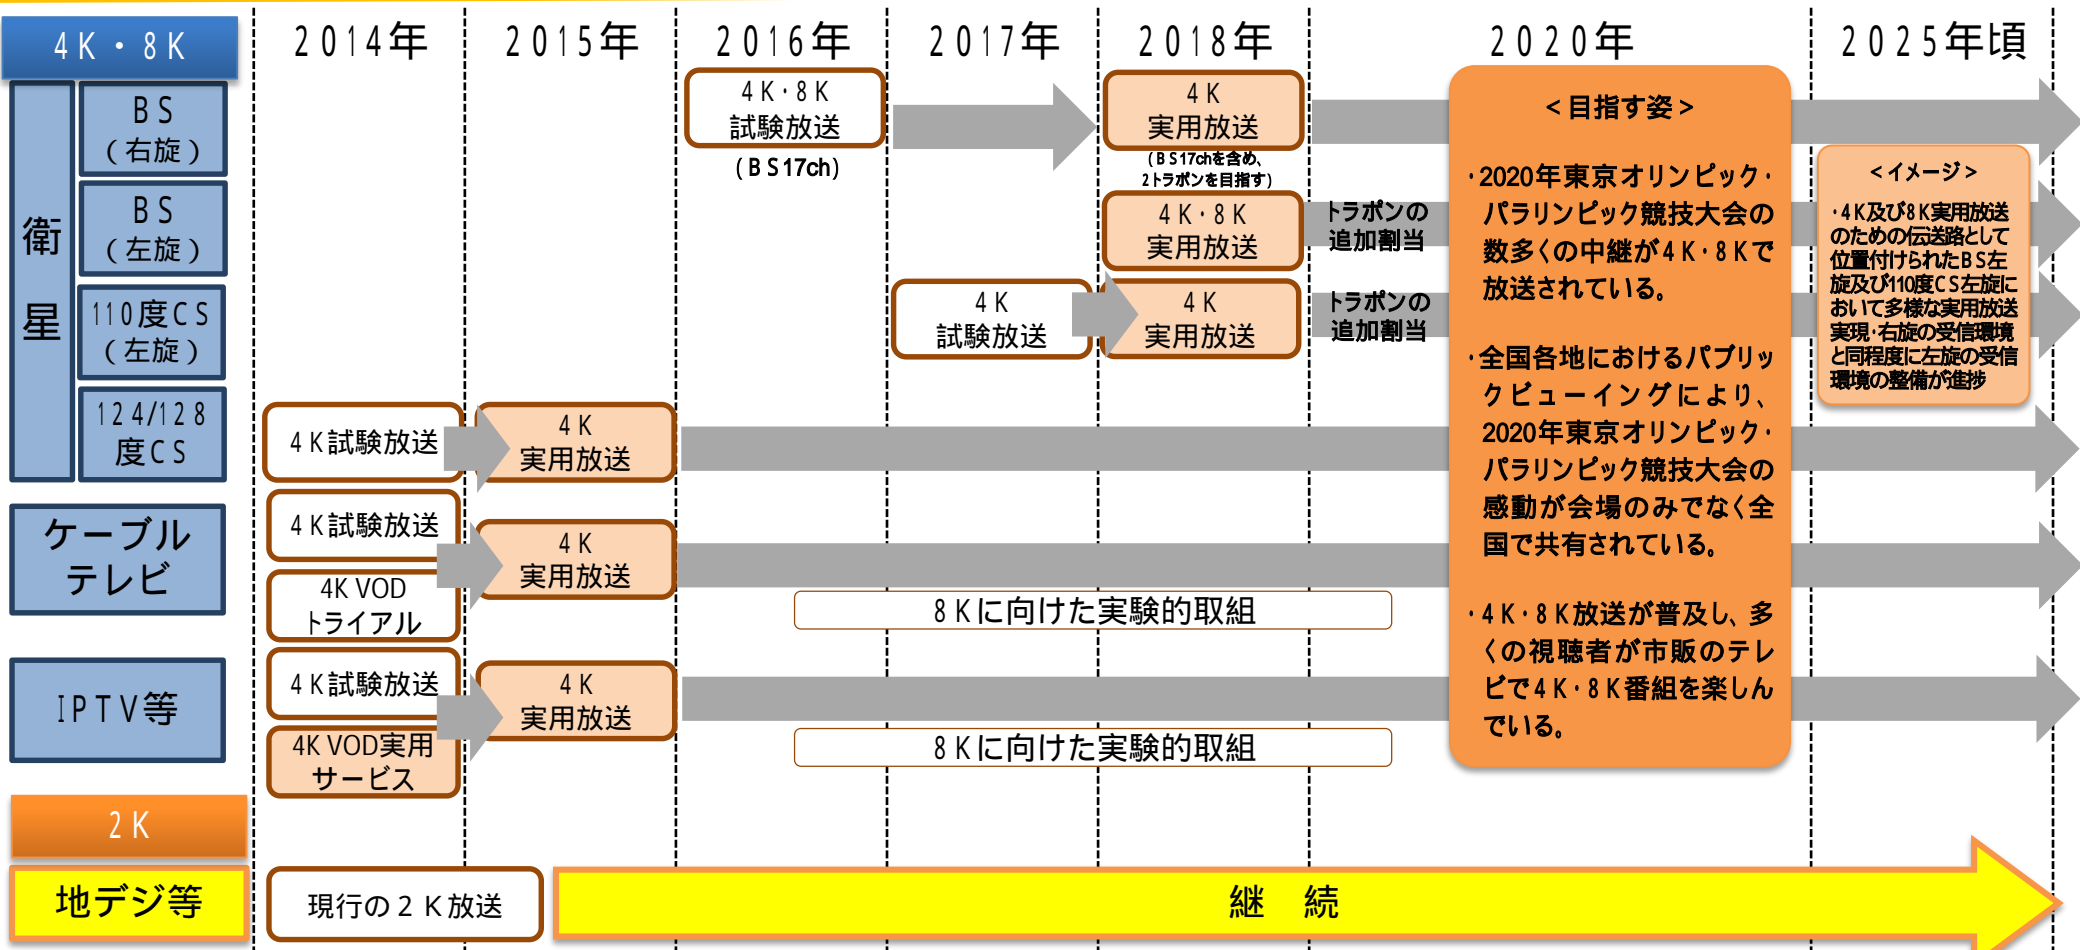 4K・8K
2014年
2015年
2016年
2017年
2018年
2020年
2025年頃
衛星
BS
(右旋)
4K・8K
試験放送
(BS17ch)
4K
実用放送
(BS17chを含め、
2トラポンを目指す)
BS
(左旋)
4K・8K
実用放送
トラポンの
追加割当
110度CS
(左旋)
4K
試験放送
4K
実用放送
トラポンの
追加割当
124/128
度CS
4K試験放送
4K
実用放送
ケーブル
テレビ
4K試験放送
4K VOD
トライアル
4K
実用放送
8Kに向けた実験的取組
IPTV等
4K試験放送
4K VOD実用
サービス
4K
実用放送
8Kに向けた実験的取組
<目指す姿>
・2020年東京オリンピック・
パラリンピック競技大会の
数多くの中継が4K・8Kで
放送されている。
・全国各地におけるパブリッ
クビューイングにより、
2020年東京オリンピック・
パラリンピック競技大会の
感動が会場のみでなく全
国で共有されている。
・4K・8K放送が普及し、多
くの視聴者が市販のテレ
ビで4K・8K番組を楽しん
でいる。
<イメージ>
・4K及び8K実用放送
のための伝送路として
位置付けられたBS左
旋及び110度CS左旋に
おいて多様な実用放送
実現・右旋の受信環境
と同程度に左旋の受信
環境の整備が進捗
2K
地デジ等
現行の2K放送
継 続